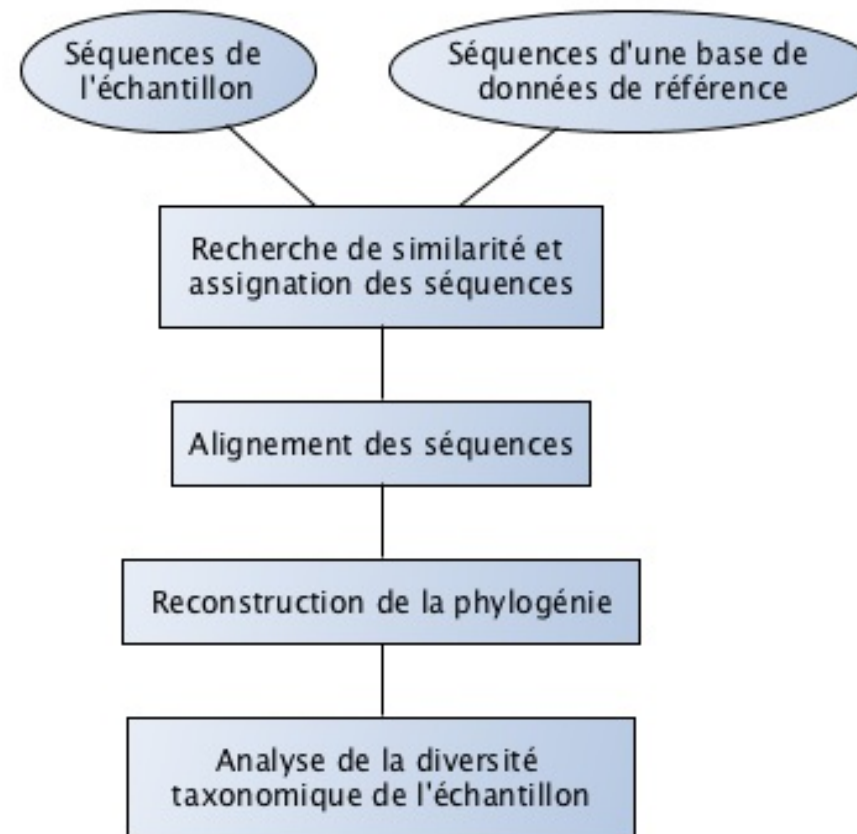 Séquences de
l'échantillon
Séquences d'une base de
données de référence
Recherche de similarité et
assignation des séquences
Alignement des séquences
Reconstruction de la phylogénie
Analyse de la diversité
taxonomique de l'échantillon